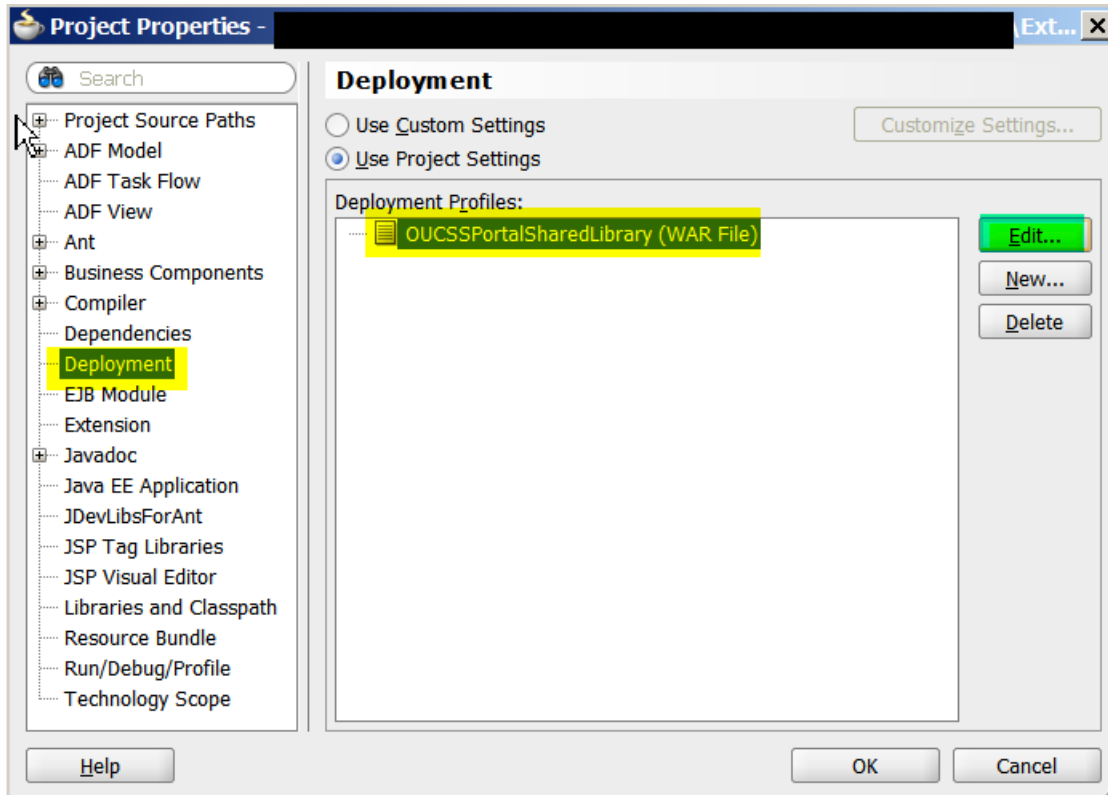 Project Properties -
\Ext...
Search
Project Source Paths
ADF Model
ADF Task Flow
ADF View
Ant
Business Components
Compiler
Dependencies
Deployment
EJB Module
Extension
Javadoc
Java EE Application
JDevLibsForAnt
JSP Tag Libraries
JSP Visual Editor
Libraries and Classpath
Resource Bundle
Run/Debug/Profile
Technology Scope
Deployment
Use Custom Settings
Customize Settings...
Use Project Settings
Deployment Profiles:
OUCSSPortalSharedLibrary (WAR File)
Edit...
New...
Delete
Help
OK
Cancel